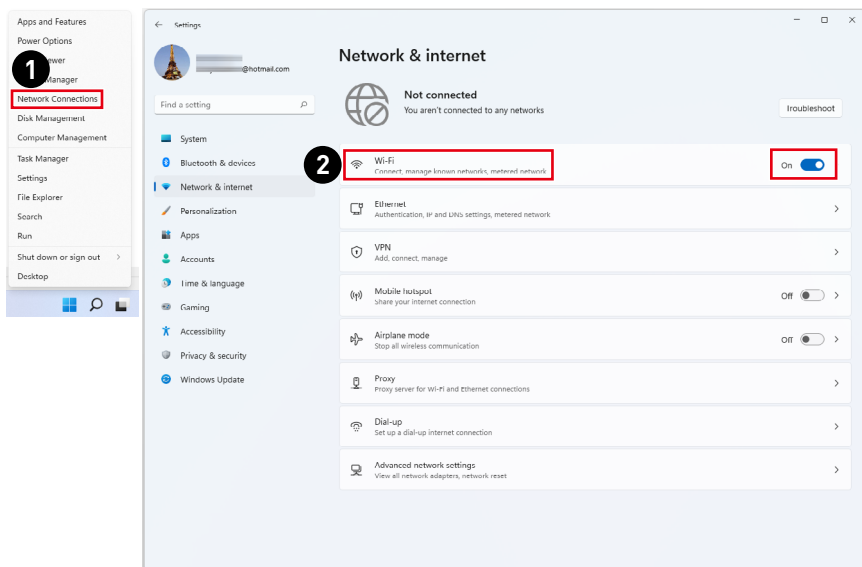 Apps and Features
Power Options
ewer
Manager
1
Network Connections
Disk Management
Computer Management
Task Manager
Settings
File Explorer
Search
Run
Shut down or sign out
Desktop
Settings
@hotmail.com
Find a setting
System
Bluetooth & devices
Network & internet
Personalization
Apps
Accounts
Time & language
Gaming
Accessibility
Privacy & security
Windows Update
Network & internet
Not connected
You aren't connected to any networks
Troubleshoot
2
Wi-Fi
On
Connect, manage known networks, metered network
Ethernet
Authentication, IP and DNS settings, metered network
VPN
Add, connect, manage
Mobile hotspot
Off
Share your internet connection
Airplane mode
Off
Stop all wireless communication
Proxy
Proxy server for Wi-Fi and Ethernet connections
Dial-up
Set up a dial-up internet connection
Advanced network settings
View all network adapters, network reset